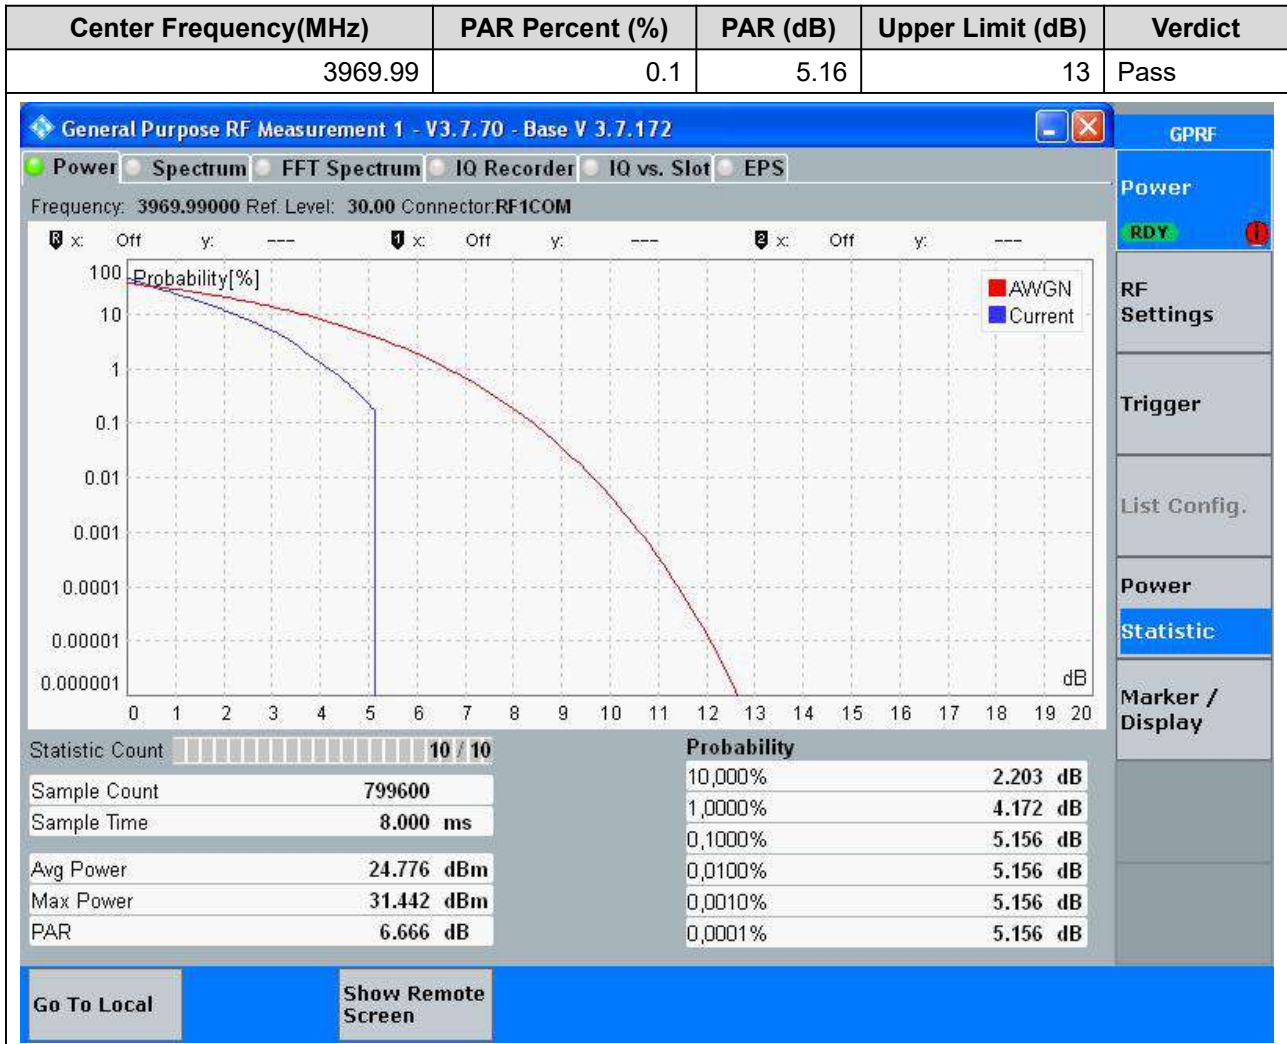 Center Frequency(MHz) PAR Percent (%) PAR (dB) Upper Limit (dB) Verdict
3969.99 0.1 5.16 13 Pass
General Purpose RF Measurement 1 - V3.7.70 - Base V 3.7.172
GPRF
Power Spectrum FFT Spectrum IQ Recorder IQ vs. Slot EPS
Frequency: 3969.99000 Ref. Level: 30.00 Connector:RF1COM
R x: Off y: --- 1 x: Off y: --- 2 x: Off y: ---
Probability[%]
AWGN
Current
100
10
1
0.1
0.01
0.001
0.0001
0.00001
0.000001
dB
0 1 2 3 4 5 6 7 8 9 10 11 12 13 14 15 16 17 18 19 20
Statistic Count 10 / 10
Sample Count 799600
Sample Time 8.000 ms
Avg Power 24.776 dBm
Max Power 31.442 dBm
PAR 6.666 dB
Probability
10,000% 2.203 dB
1,0000% 4.172 dB
0,1000% 5.156 dB
0,0100% 5.156 dB
0,0010% 5.156 dB
0,0001% 5.156 dB
Power
RDY
RF
Settings
Trigger
List Config.
Power
Statistic
Marker /
Display
Go To Local
Show Remote
Screen